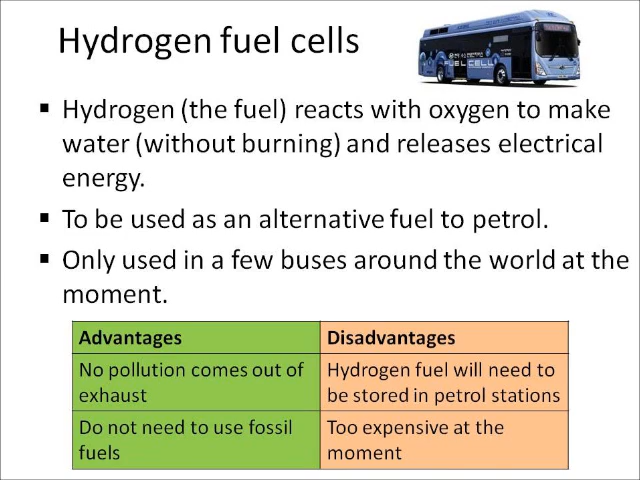 Hydrogen fuel cells
FUEL CELL
▪ Hydrogen (the fuel) reacts with oxygen to make
water (without burning) and releases electrical
energy.
▪ To be used as an alternative fuel to petrol.
▪ Only used in a few buses around the world at the
moment.
Advantages
Disadvantages
No pollution comes out of
exhaust
Hydrogen fuel will need to
be stored in petrol stations
Do not need to use fossil
fuels
Too expensive at the
moment